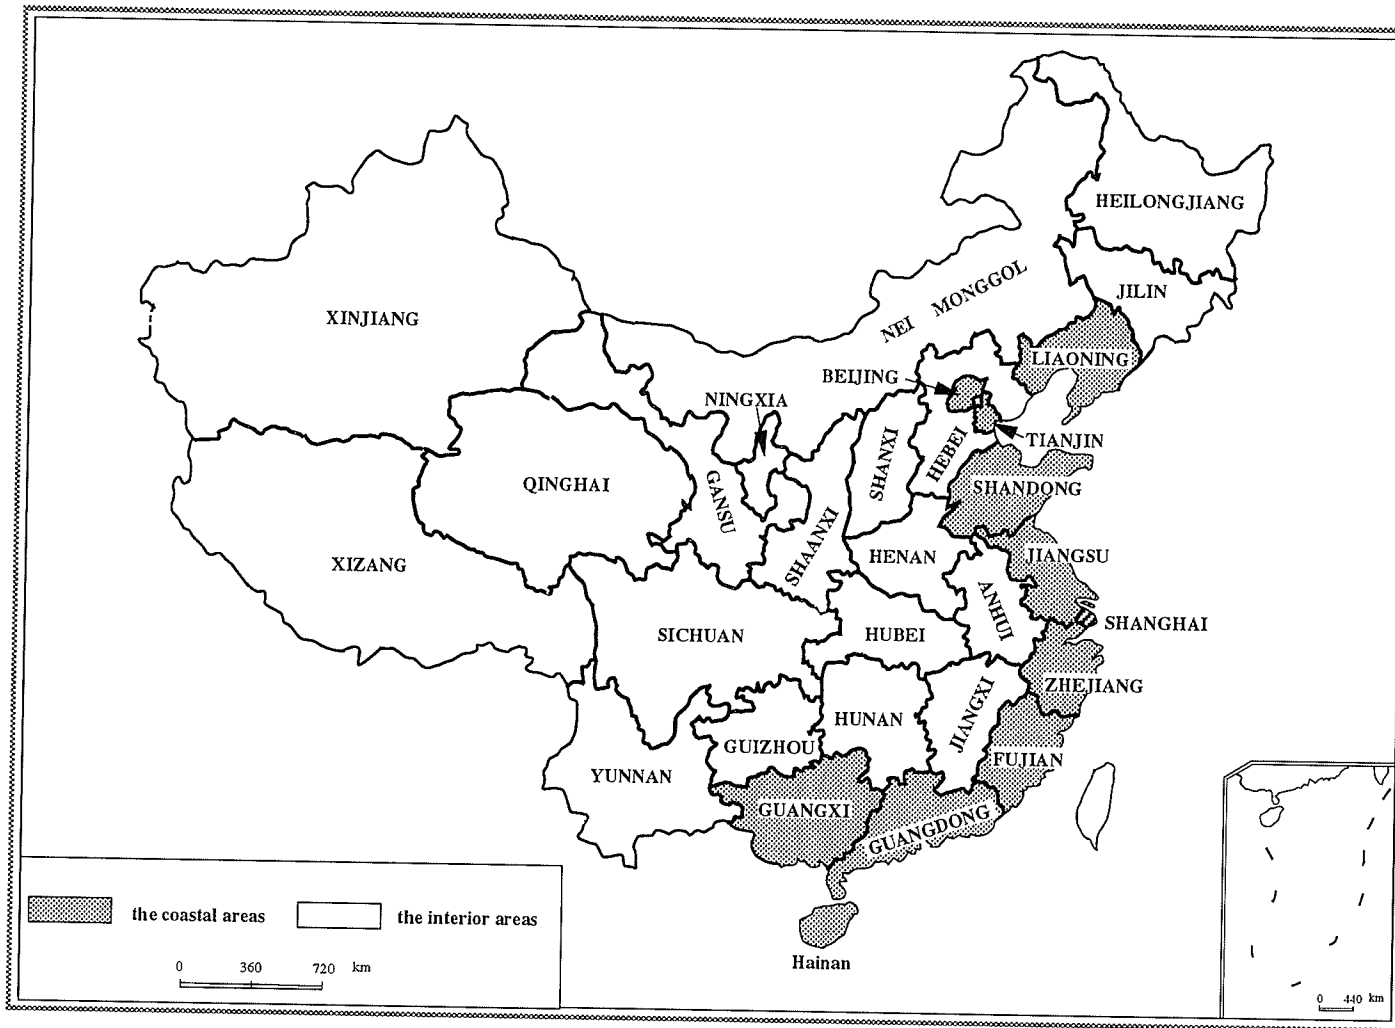 HEILONGJIANG
JILIN
NEI MONGGOL
XINJIANG
LIAONING
BEIJING
NINGXIA
TIANJIN
HEBEI
SHANXI
QINGHAI
GANSU
SHANDONG
SHAANXI
HENAN
JIANGSU
XIZANG
ANHUI
SHANGHAI
SICHUAN
HUBEI
ZHEJIANG
JIANGXI
HUNAN
GUIZHOU
FUJIAN
YUNNAN
GUANGXI
GUANGDONG
the coastal areas
the interior areas
Hainan
0 360 720 km
0 440 km